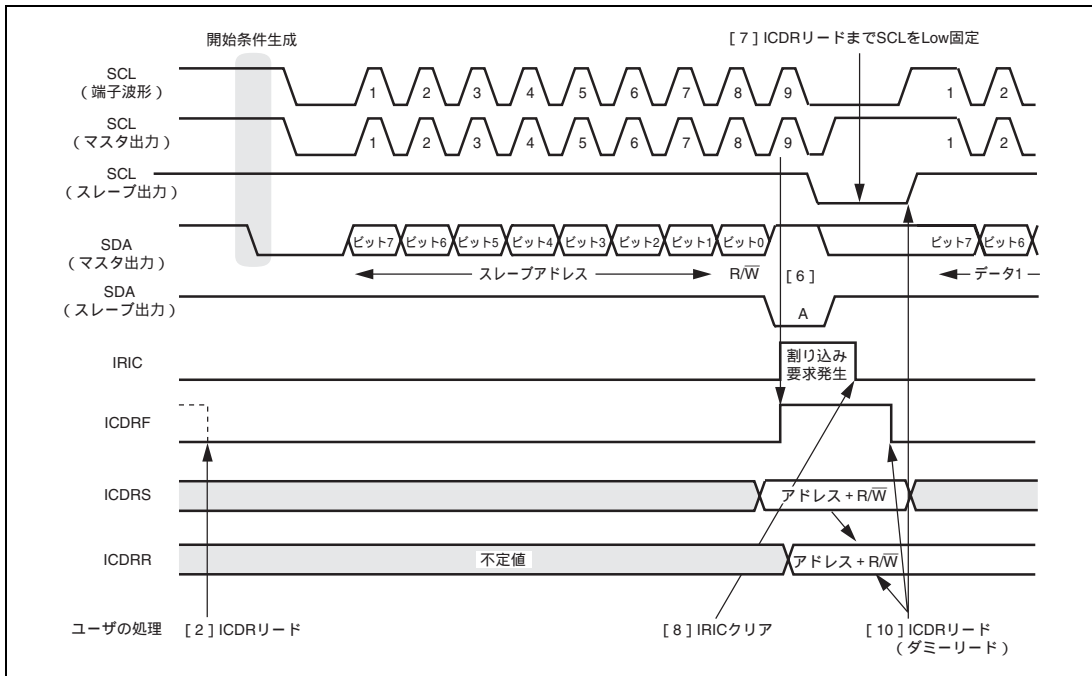 開始条件生成
[ 7 ] ICDRリードまでSCLをLow固定
SCL
( 端子波形 )
1 2 3 4 5 6 7 8 9 1 2
SCL
( マスタ出力 )
1 2 3 4 5 6 7 8 9 1 2
SCL
( スレーブ出力 )
SDA
( マスタ出力 )
ビット7 ビット6 ビット5 ビット4 ビット3 ビット2 ビット1 ビット0 ビット7 ビット6
スレーブアドレス R/W̅ [ 6 ] データ1
SDA
( スレーブ出力 )
A
IRIC
割り込み
要求発生
ICDRF
ICDRS
アドレス + R/W̅
ICDRR
不定値
アドレス + R/W̅
ユーザの処理 [ 2 ] ICDRリード [ 8 ] IRICクリア [ 10 ] ICDRリード
( ダミーリード )